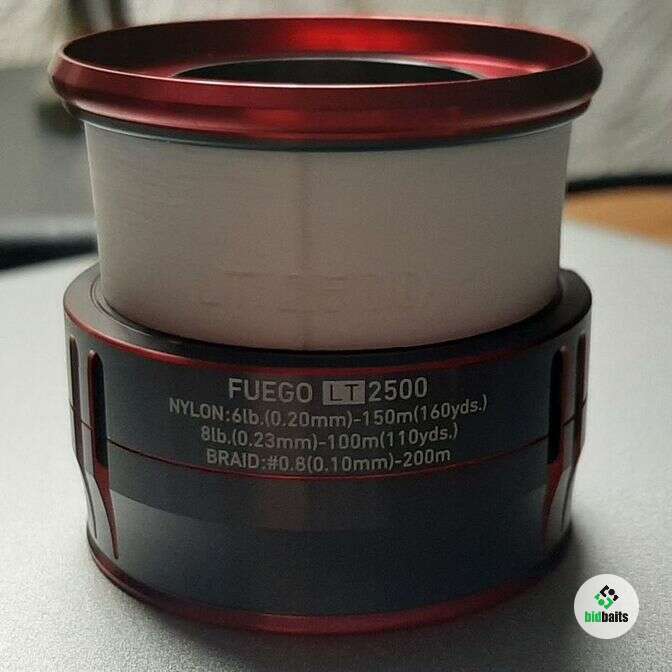 FUEGO LT 2500
NYLON:6lb.(0.20mm)-150m(160yds.)
8lb.(0.23mm)-100m(110yds.)
BRAID:#0.8(0.10mm)-200m
bidbaits